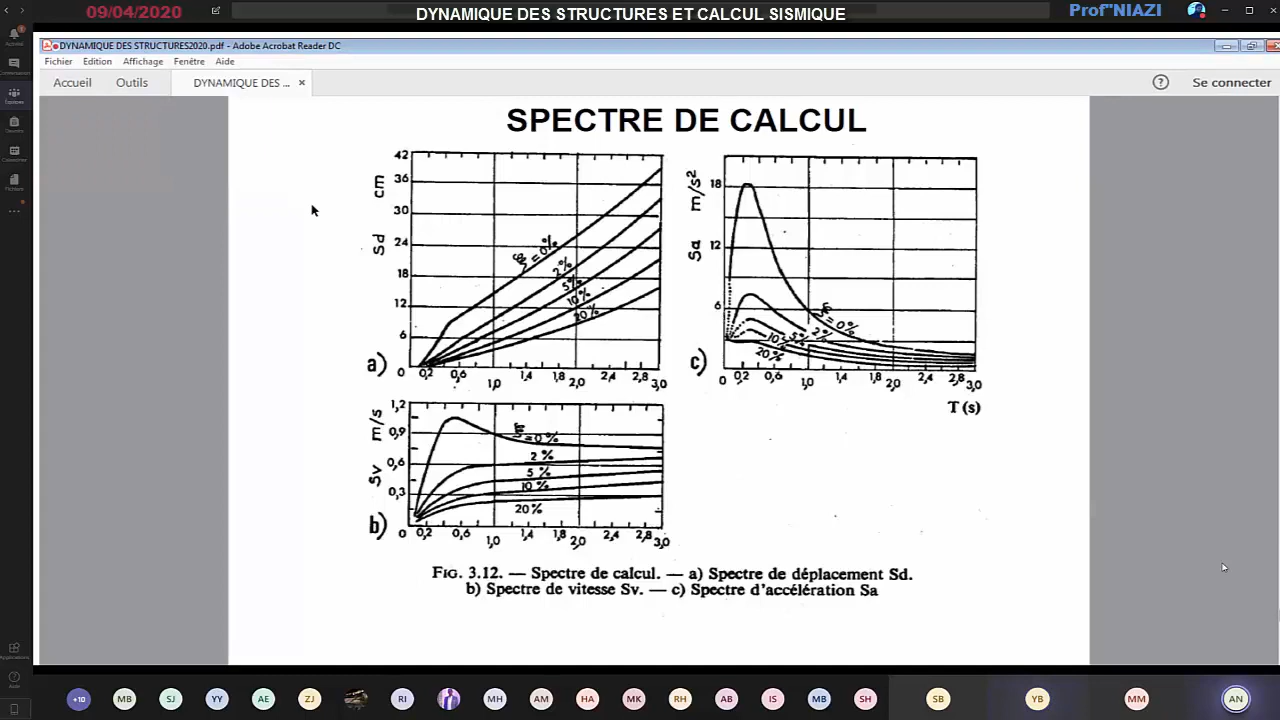 09/04/2020
DYNAMIQUE DES STRUCTURES ET CALCUL SISMIQUE
Prof"NIAZI
DYNAMIQUE DES STRUCTURES2020.pdf - Adobe Acrobat Reader DC
Fichier Edition Affichage Fenêtre Aide
Accueil Outils DYNAMIQUE DES ... × ? Se connecter
SPECTRE DE CALCUL
42
36
30
24
18
12
6
0
cm
Sd
ξ = 0%
2%
5%
10%
20%
a)
0,2 0,6 1,0 1,4 1,8 2,0 2,4 2,8 3,0
18
12
6
m/s²
Sa
ξ = 0%
2%
5%
10%
20%
c)
0 0,2 0,6 1,0 1,4 1,8 2,0 2,4 2,8 3,0
T (s)
1,2
0,9
0,6
0,3
0
m/s
Sv
ξ = 0%
2%
5%
10%
20%
b)
0,2 0,6 1,0 1,4 1,8 2,0 2,4 2,8 3,0
Fig. 3.12. — Spectre de calcul. — a) Spectre de déplacement Sd.
b) Spectre de vitesse Sv. — c) Spectre d'accélération Sa
+10 MB SJ YY AE ZJ RI MH AM HA MK RH AB IS MB SH SB YB MM AN